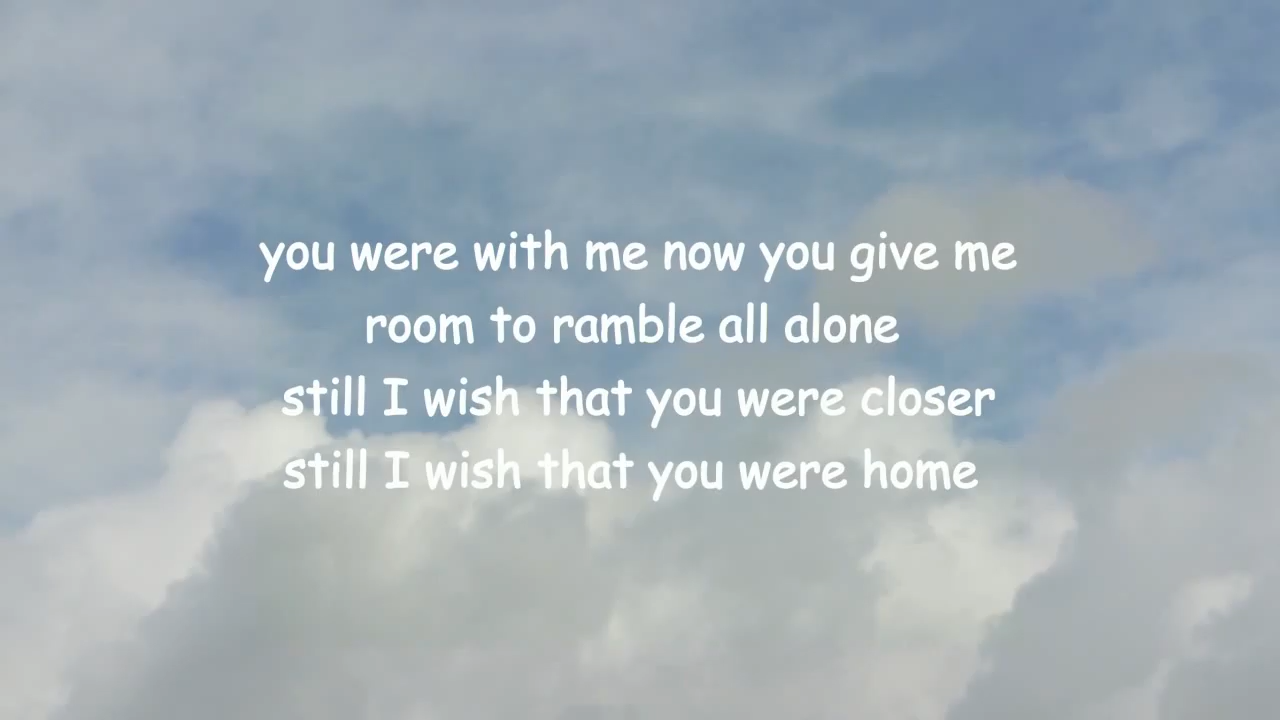 you were with me now you give me
room to ramble all alone
still I wish that you were closer
still I wish that you were home